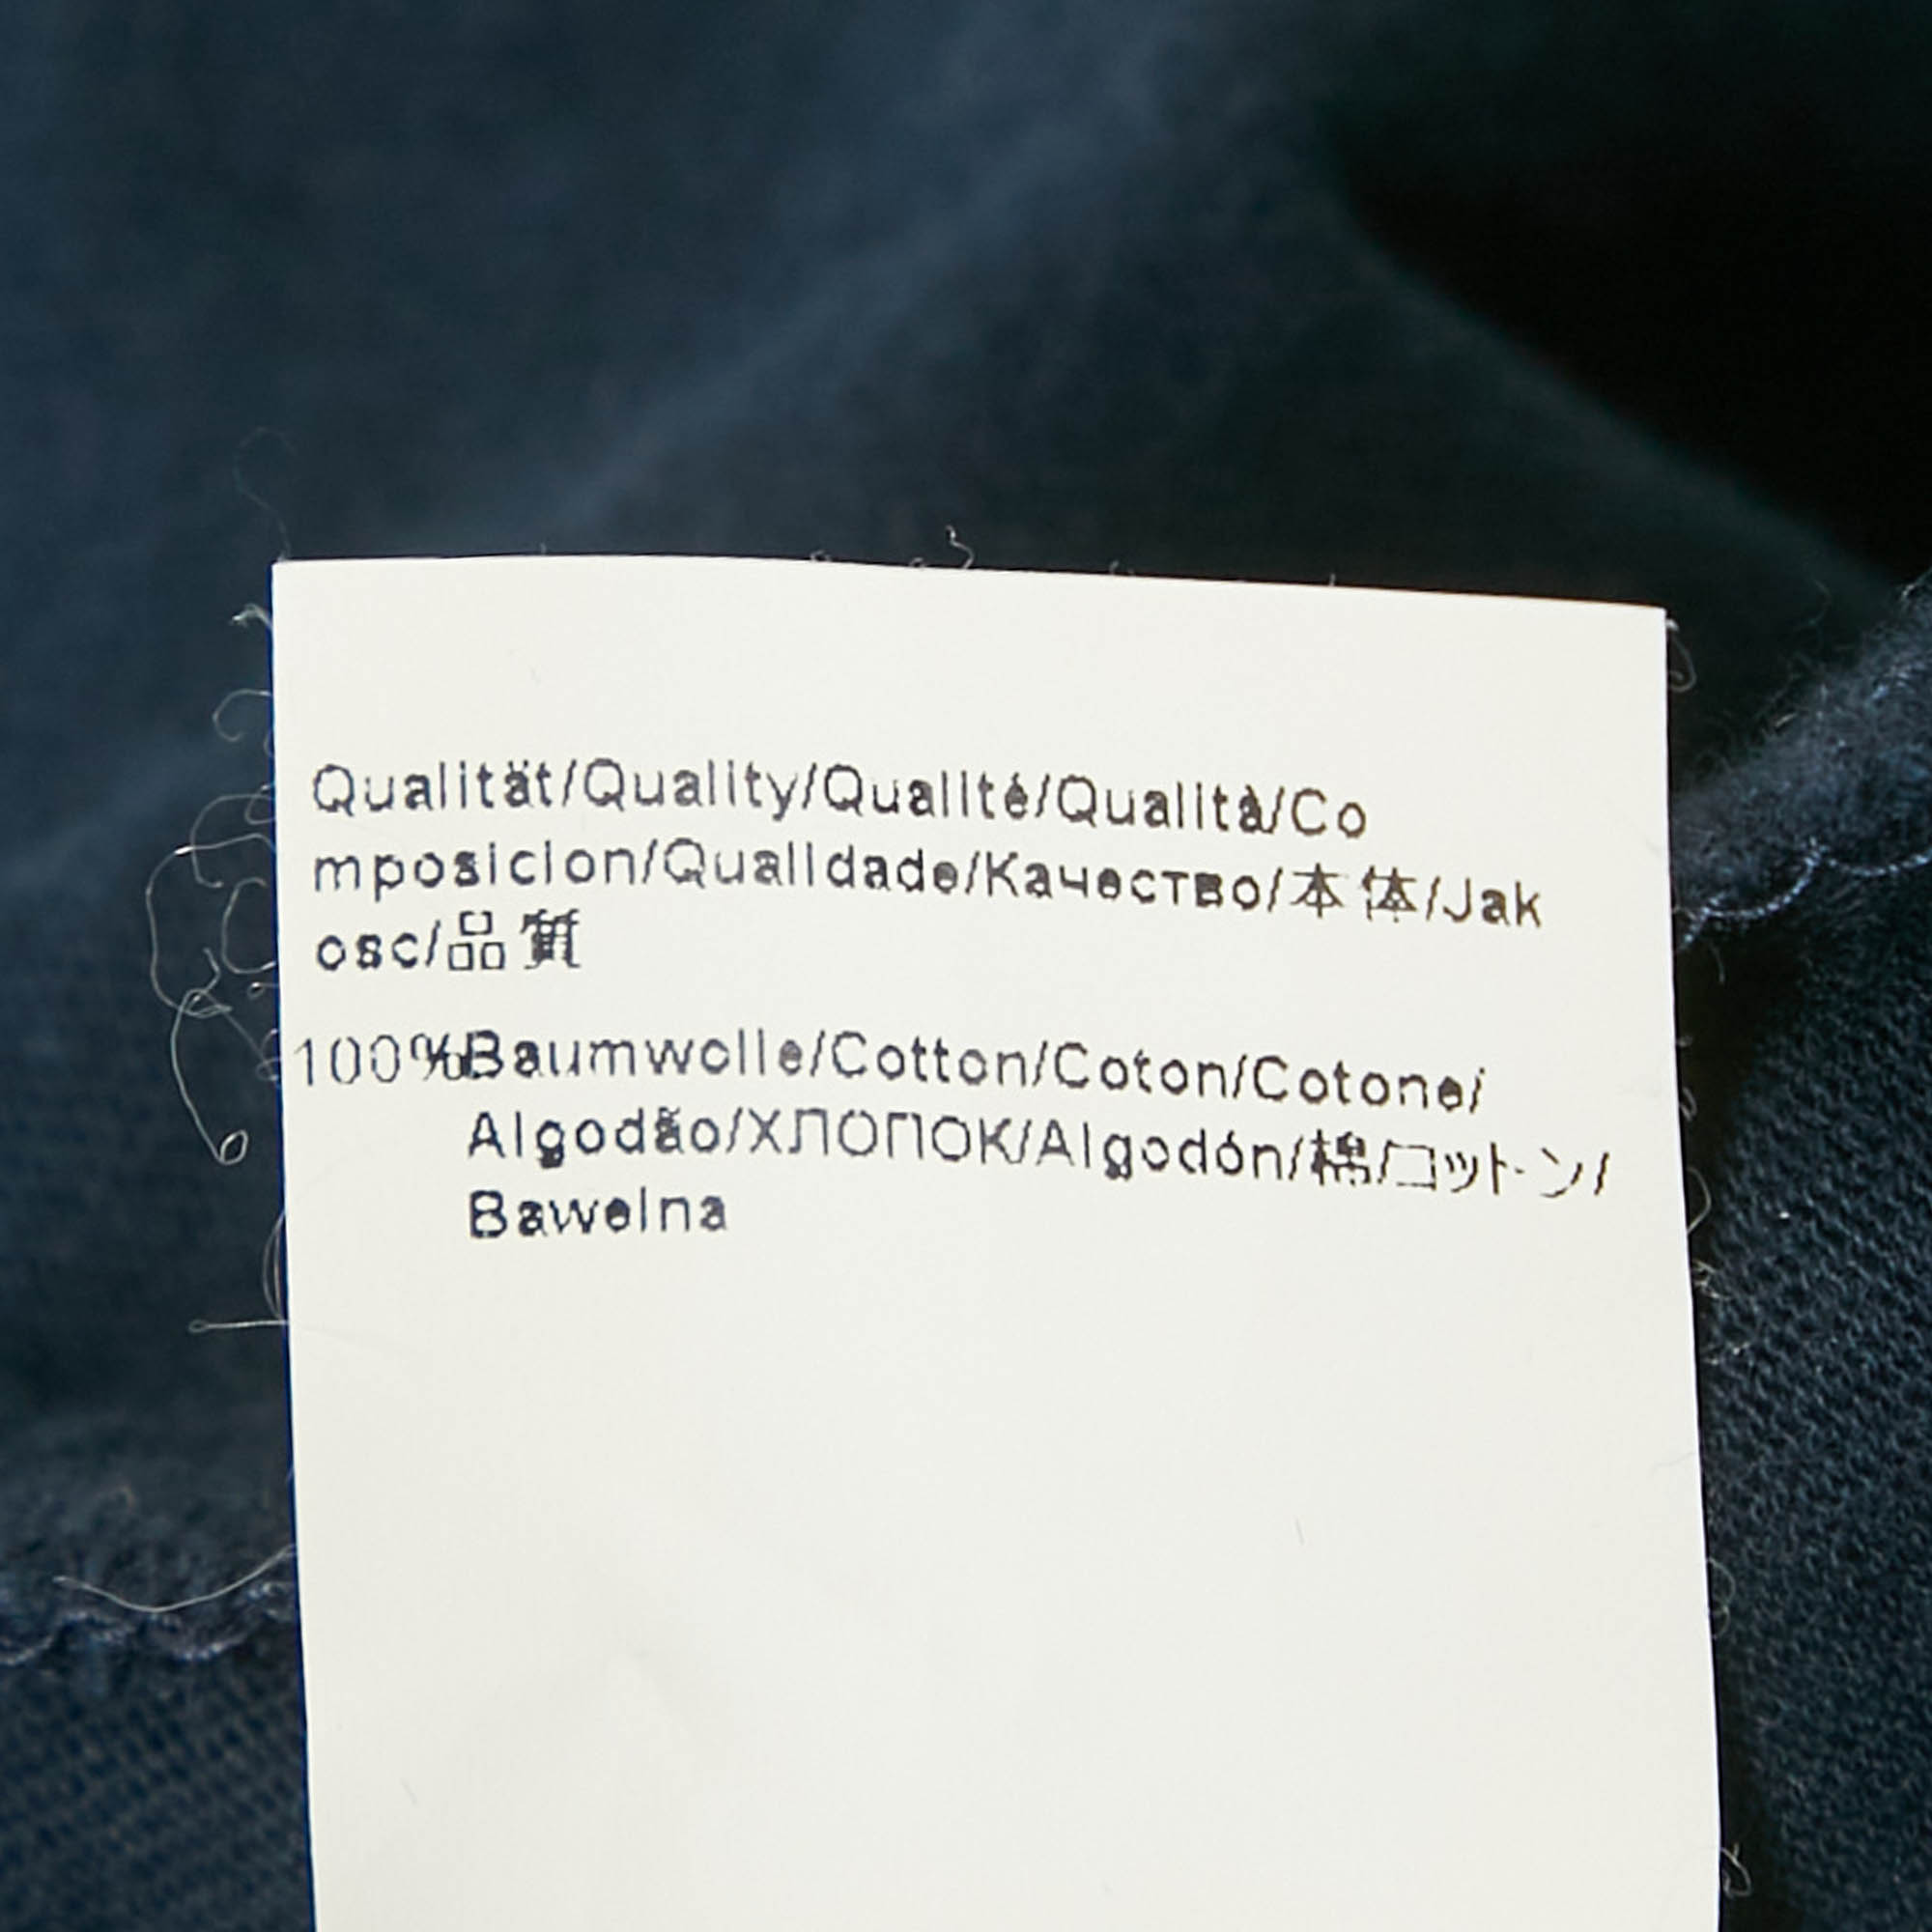 Qualität/Quality/Qualité/Qualità/Co
mposicion/Qualidade/Качество/本体/Jak
osc/品質
100%Baumwolle/Cotton/Coton/Cotone/
Algodão/ХЛОПОК/Algodón/棉/コットン/
Bawelna